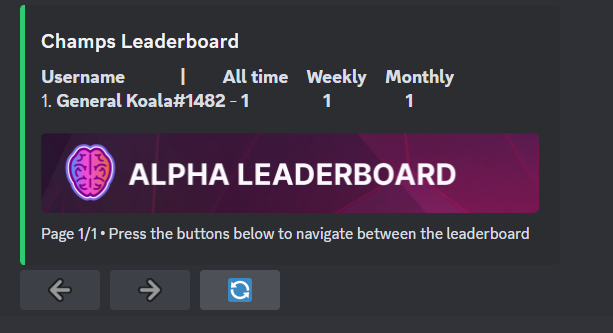 Champs Leaderboard
Username | All time Weekly Monthly
1. General Koala#1482 - 1 1 1
ALPHA LEADERBOARD
Page 1/1 • Press the buttons below to navigate between the leaderboard